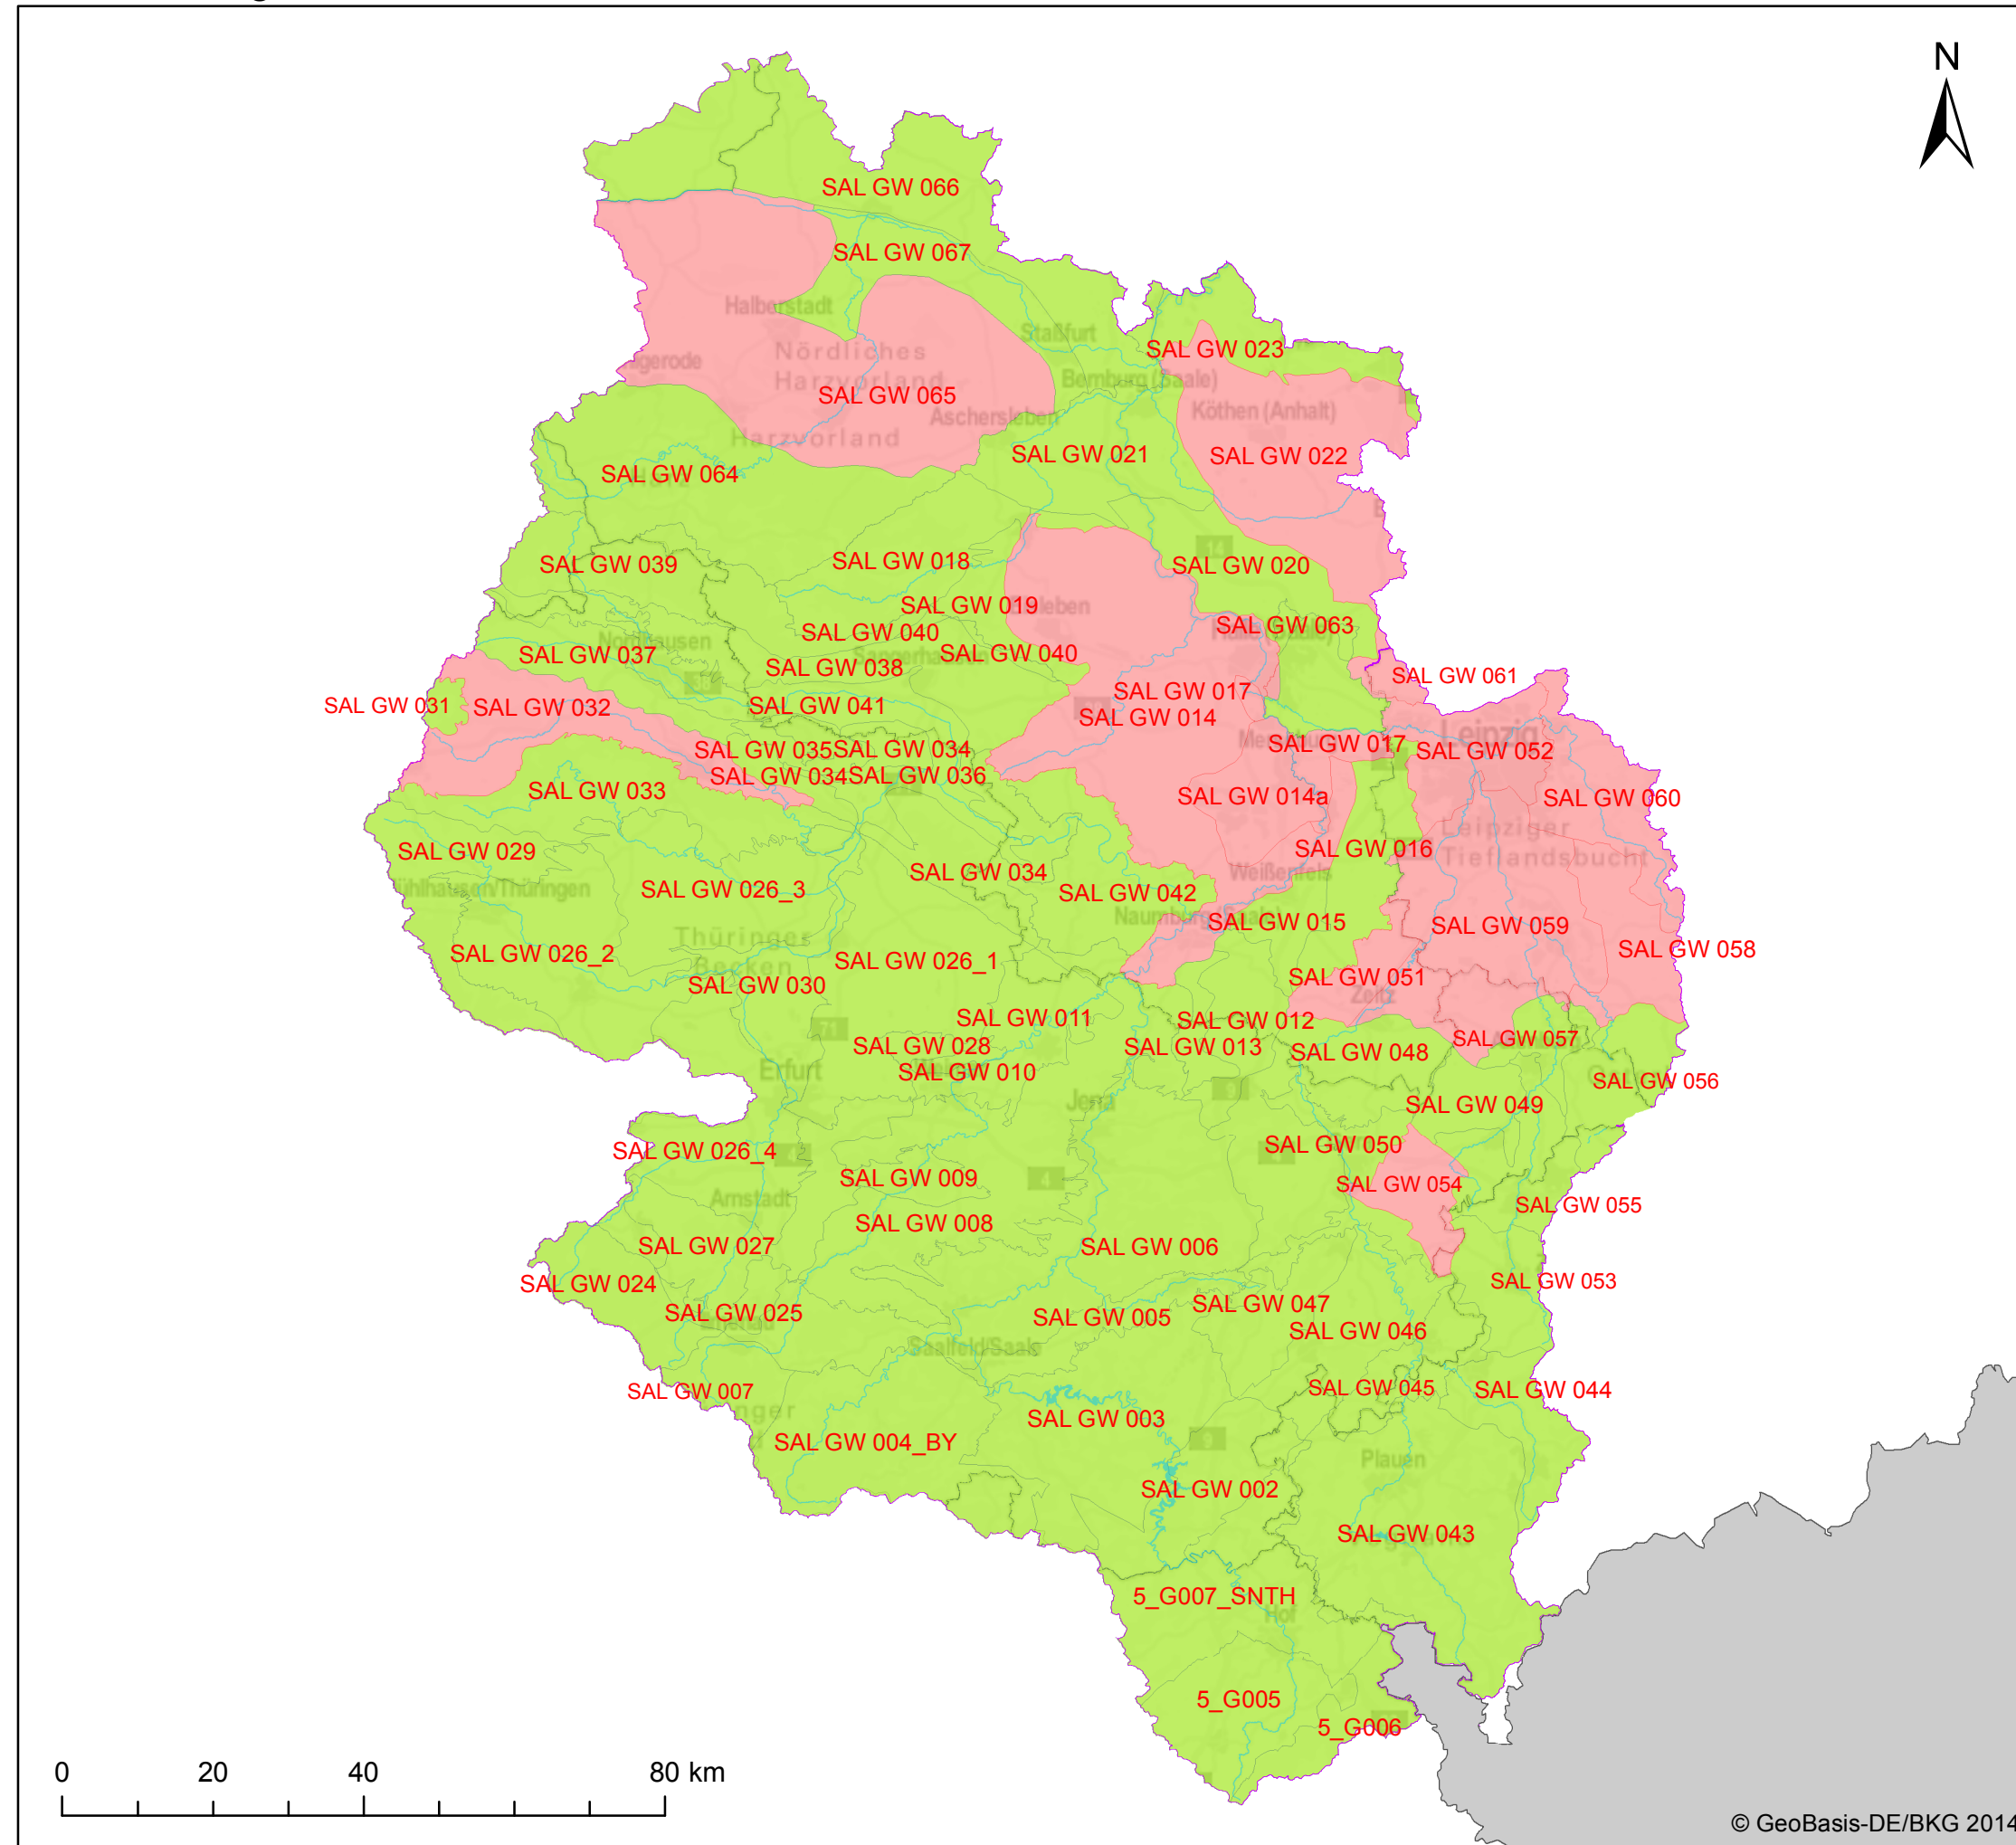 N
SAL GW 066
SAL GW 067
Halberstadt
Staßfurt
SAL GW 023
Nördliches
Harzvorland
Bernburg (Saale)
SAL GW 065
Aschersleben
Köthen (Anhalt)
Harzvorland
SAL GW 021
SAL GW 022
SAL GW 064
SAL GW 039
SAL GW 018
14
SAL GW 020
SAL GW 019
SAL GW 063
SAL GW 040
Nordhausen
SAL GW 037
SAL GW 038
Sangerhausen
SAL GW 040
SAL GW 061
SAL GW 031
SAL GW 032
SAL GW 041
SAL GW 017
SAL GW 014
Leipzig
SAL GW 035
SAL GW 034
SAL GW 017
SAL GW 052
SAL GW 034
SAL GW 036
SAL GW 033
SAL GW 014a
SAL GW 060
Leipziger
Tieflandsbucht
SAL GW 029
SAL GW 016
SAL GW 034
Weißenfels
SAL GW 026_3
SAL GW 042
Naumburg (Saale)
SAL GW 015
SAL GW 059
Thüringer
Becken
SAL GW 026_2
SAL GW 026_1
SAL GW 058
SAL GW 030
SAL GW 051
Zeitz
SAL GW 011
SAL GW 012
71
SAL GW 028
SAL GW 013
SAL GW 048
SAL GW 057
Erfurt
SAL GW 010
SAL GW 056
Jena
SAL GW 049
SAL GW 026_4
4
SAL GW 050
SAL GW 009
4
SAL GW 054
Arnstadt
SAL GW 055
SAL GW 008
SAL GW 027
SAL GW 006
SAL GW 024
SAL GW 053
SAL GW 025
SAL GW 005
SAL GW 047
SAL GW 046
Saalfeld/Saale
SAL GW 007
SAL GW 045
SAL GW 044
SAL GW 003
9
SAL GW 004_BY
Plauen
SAL GW 002
SAL GW 043
5_G007_SNTH
Hof
5_G005
5_G006
0 20 40 80 km
© GeoBasis-DE/BKG 2014